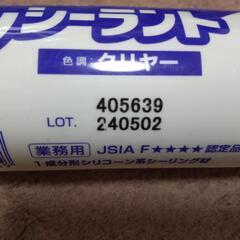 シーラント
色調：クリヤー
405639
LOT. 240502
業務用 JSIA F★★★★ 認定品
1成分形シリコーン系シーリング材